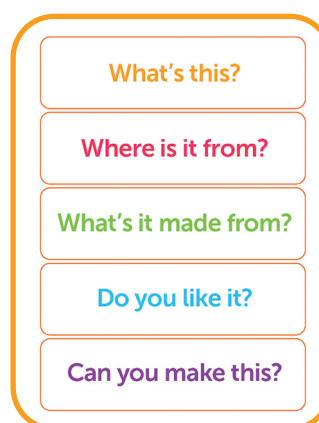 What’s this?
Where is it from?
What’s it made from?
Do you like it?
Can you make this?